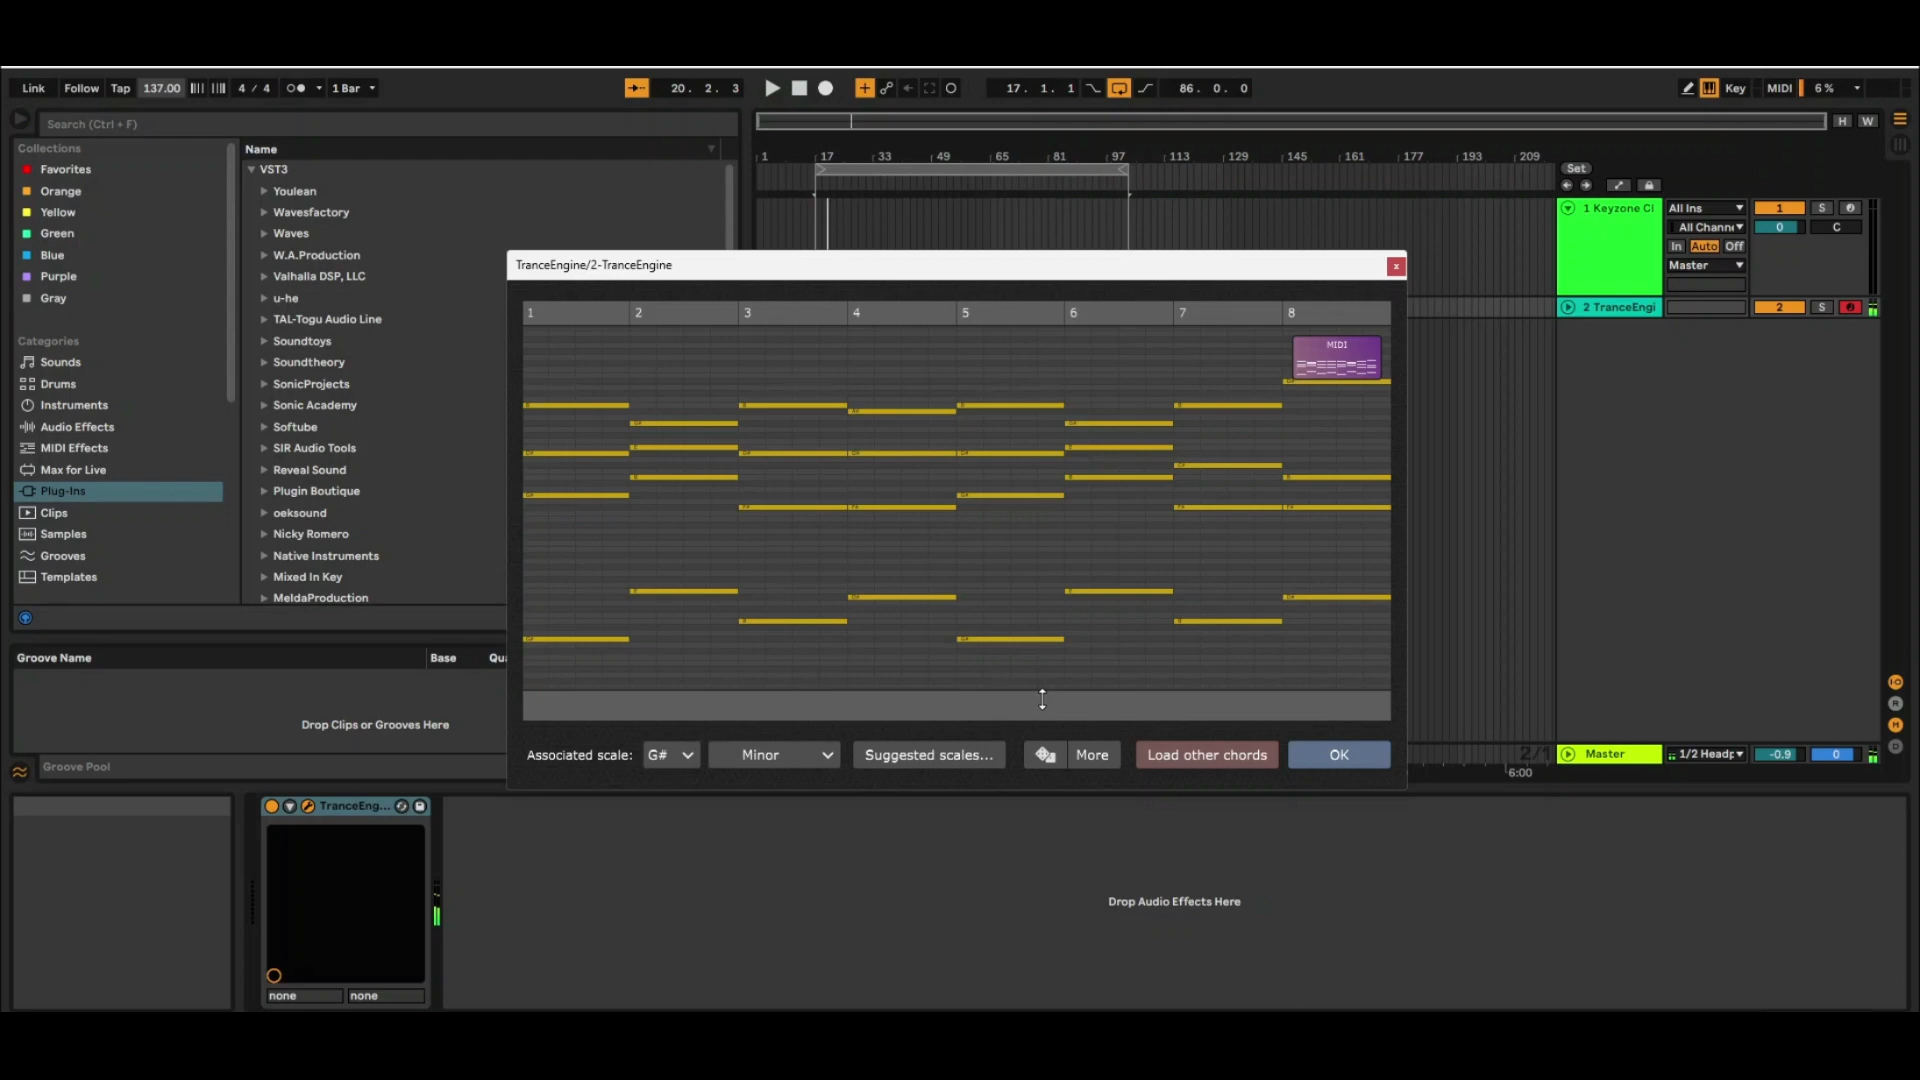 Link Follow Tap 137.00 4 / 4 1 Bar 20. 2. 3 17. 1. 1 86. 0. 0 Key MIDI 6 %
Search (Ctrl + F)
H W
Collections
Favorites
Orange
Yellow
Green
Blue
Purple
Gray
Categories
Sounds
Drums
Instruments
Audio Effects
MIDI Effects
Max for Live
Plug-Ins
Clips
Samples
Grooves
Templates
Name
VST3
Youlean
Wavesfactory
Waves
W.A.Production
Valhalla DSP, LLC
u-he
TAL-Togu Audio Line
Soundtoys
Soundtheory
SonicProjects
Sonic Academy
Softube
SIR Audio Tools
Reveal Sound
Plugin Boutique
oeksound
Nicky Romero
Native Instruments
Mixed In Key
MeldaProduction
1 17 33 49 65 81 97 113 129 145 161 177 193 209
Set
1 Keyzone Cl All Ins 1 S
All Channe 0 C
In Auto Off
Master
2 TranceEngi 2 S
TranceEngine/2-TranceEngine x
1 2 3 4 5 6 7 8
MIDI
Associated scale: G# Minor Suggested scales... More Load other chords OK
Groove Name Base Qu
Drop Clips or Grooves Here
Groove Pool
2/1 Master 1/2 Headp -0.9 0
6:00
I-O
R
M
D
TranceEng...
none none
Drop Audio Effects Here